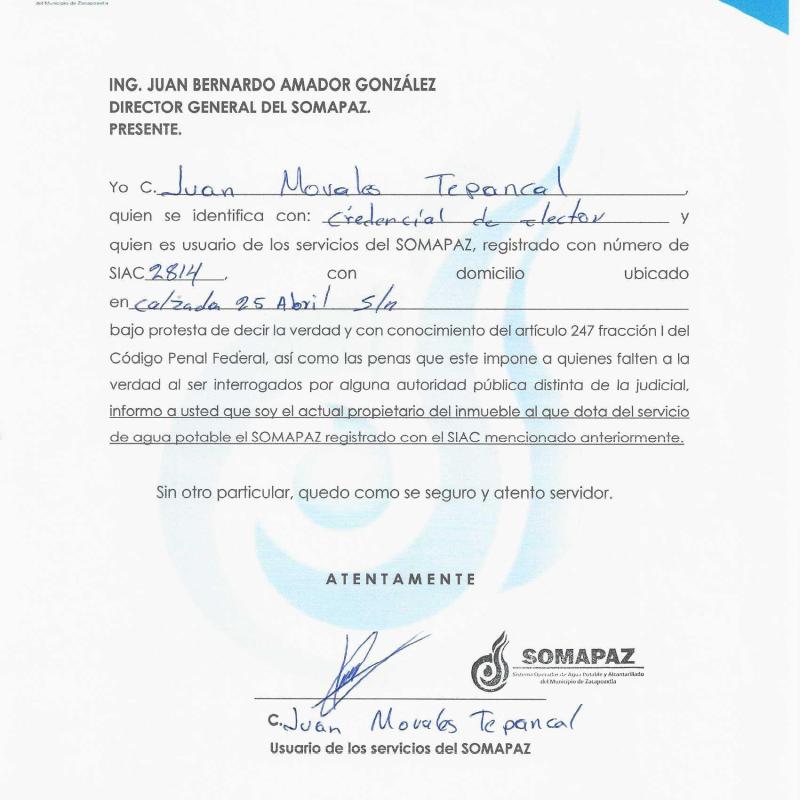 del Municipio de Zacapoaxtla
ING. JUAN BERNARDO AMADOR GONZÁLEZ
DIRECTOR GENERAL DEL SOMAPAZ.
PRESENTE.
Yo C. Juan Morales Tepancal,
quien se identifica con: credencial de elector y
quien es usuario de los servicios del SOMAPAZ, registrado con número de
SIAC 2814, con domicilio ubicado
en calzada 25 Abril s/n
bajo protesta de decir la verdad y con conocimiento del artículo 247 fracción I del
Código Penal Federal, así como las penas que este impone a quienes falten a la
verdad al ser interrogados por alguna autoridad pública distinta de la judicial,
informo a usted que soy el actual propietario del inmueble al que dota del servicio
de agua potable el SOMAPAZ registrado con el SIAC mencionado anteriormente.
Sin otro particular, quedo como se seguro y atento servidor.
ATENTAMENTE
SOMAPAZ
Sistema Operador de Agua Potable y Alcantarillado
del Municipio de Zacapoaxtla
C. Juan Morales Tepancal
Usuario de los servicios del SOMAPAZ